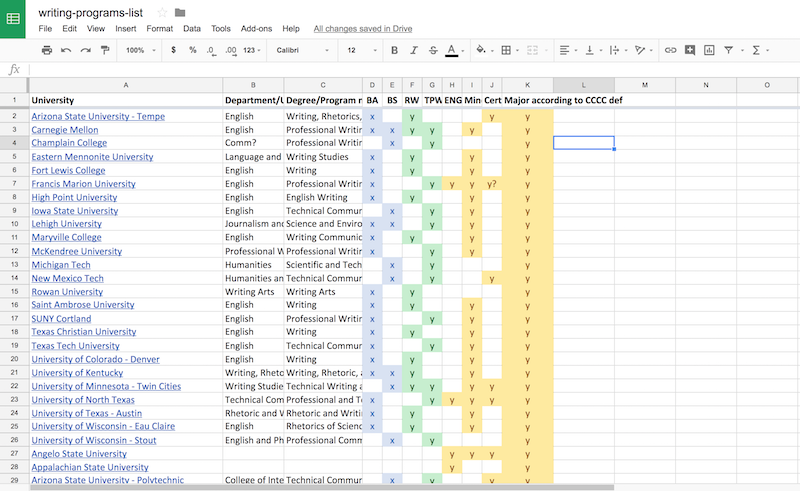 writing-programs-list
File Edit View Insert Format Data Tools Add-ons Help All changes saved in Drive
100% $ % .0 .00 123 Calibri 12 B I S A
fx
A B C D E F G H I J K L M N O
1 University Department/U Degree/Program n BA BS RW TPW ENG Min Cert Major according to CCCC def
2 Arizona State University - Tempe English Writing, Rhetorics, x y y y
3 Carnegie Mellon English Professional Writin x x y y y y
4 Champlain College Comm? Professional Writin x y y
5 Eastern Mennonite University Language and Writing Studies x y y y
6 Fort Lewis College English Writing x y y y
7 Francis Marion University English Professional Writin x y y y y? y
8 High Point University English English Writing x y y y
9 Iowa State University English Technical Commun x y y y
10 Lehigh University Journalism and Science and Enviro x x y y y
11 Maryville College English Writing Communic x y y y
12 McKendree University Professional W Professional Writin x y y y
13 Michigan Tech Humanities Scientific and Tech x y y
14 New Mexico Tech Humanities an Technical Commun x y y y
15 Rowan University Writing Arts Writing Arts x y y
16 Saint Ambrose University English Writing x y y y
17 SUNY Cortland English Professional Writin x y y y
18 Texas Christian University English Writing x y y y
19 Texas Tech University English Technical Commun x y y y
20 University of Colorado - Denver English Writing x y y y
21 University of Kentucky Writing, Rheto Writing, Rhetoric, a x x y y y
22 University of Minnesota - Twin Cities Writing Studie Technical Writing a x y y y y y
23 University of North Texas Technical Com Professional and T x y y y y y
24 University of Texas - Austin Rhetoric and W Rhetoric and Writi x y y y
25 University of Wisconsin - Eau Claire English Rhetorics of Scienc x y y y
26 University of Wisconsin - Stout English and Ph Professional Comm x y y
27 Angelo State University y y y y
28 Appalachian State University y y
29 Arizona State University - Polytechnic College of Inte Technical Commun x y y y